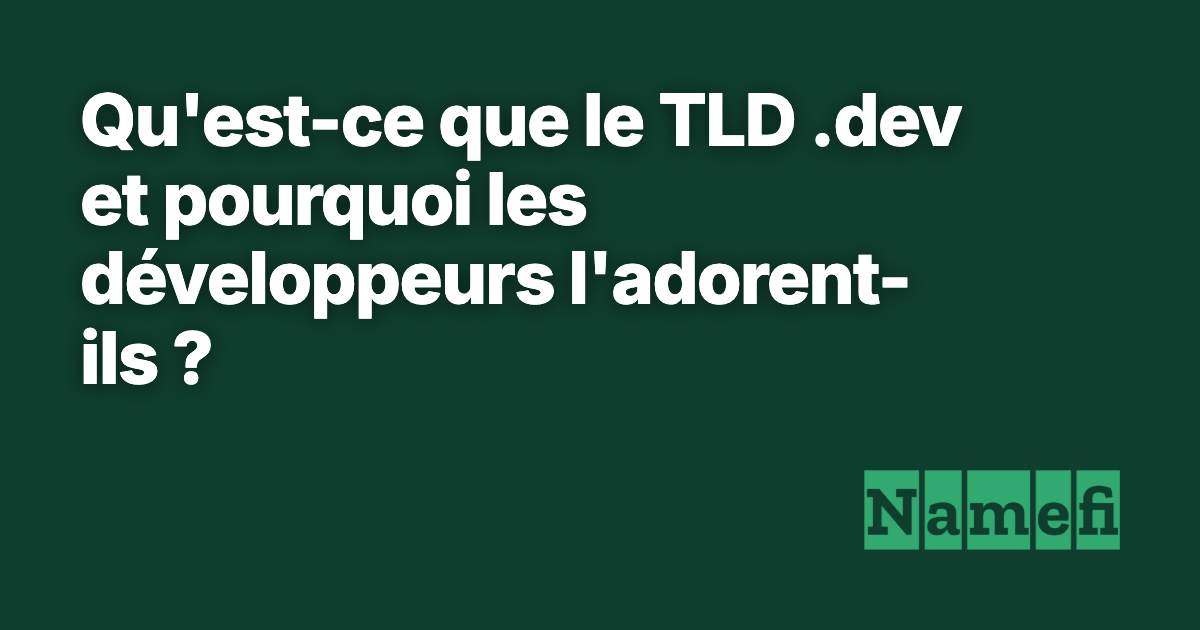 Qu'est-ce que le TLD .dev
et pourquoi les
développeurs l'adorent-
ils ?
Namefi